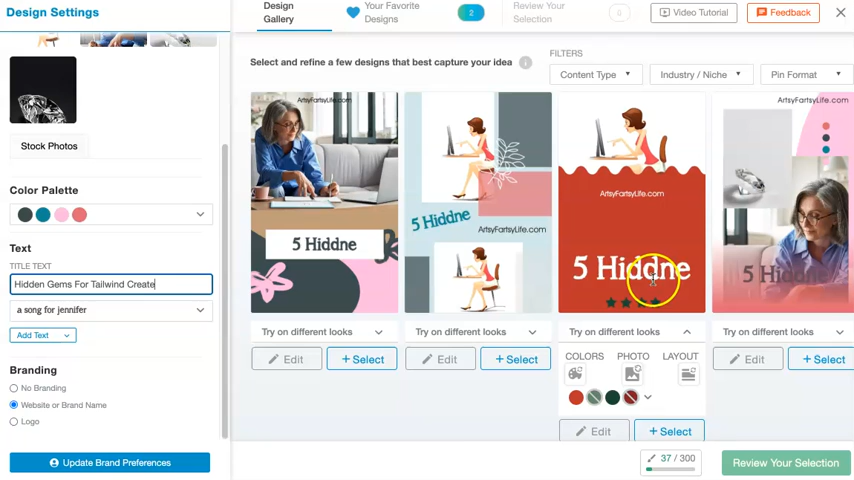 Design Settings
Stock Photos
Color Palette
Text
TITLE TEXT
Hidden Gems For Tailwind Create
a song for jennifer
Add Text
Branding
No Branding
Website or Brand Name
Logo
Update Brand Preferences
Design
Gallery
Your Favorite
Designs
2
Review Your
Selection
0
Video Tutorial
Feedback
Select and refine a few designs that best capture your idea
i
FILTERS
Content Type
Industry / Niche
Pin Format
ArtsyFartsyLife.com
5 Hiddne
5 Hiddne
ArtsyFartsyLife.com
ArtsyFartsyLife.com
5 Hiddne
ArtsyFartsyLife.com
5 Hiddne
Try on different looks
Try on different looks
Try on different looks
Try on different looks
Edit
+ Select
Edit
+ Select
COLORS
PHOTO
LAYOUT
Edit
+ Select
Edit
+ Select
37 / 300
Review Your Selection